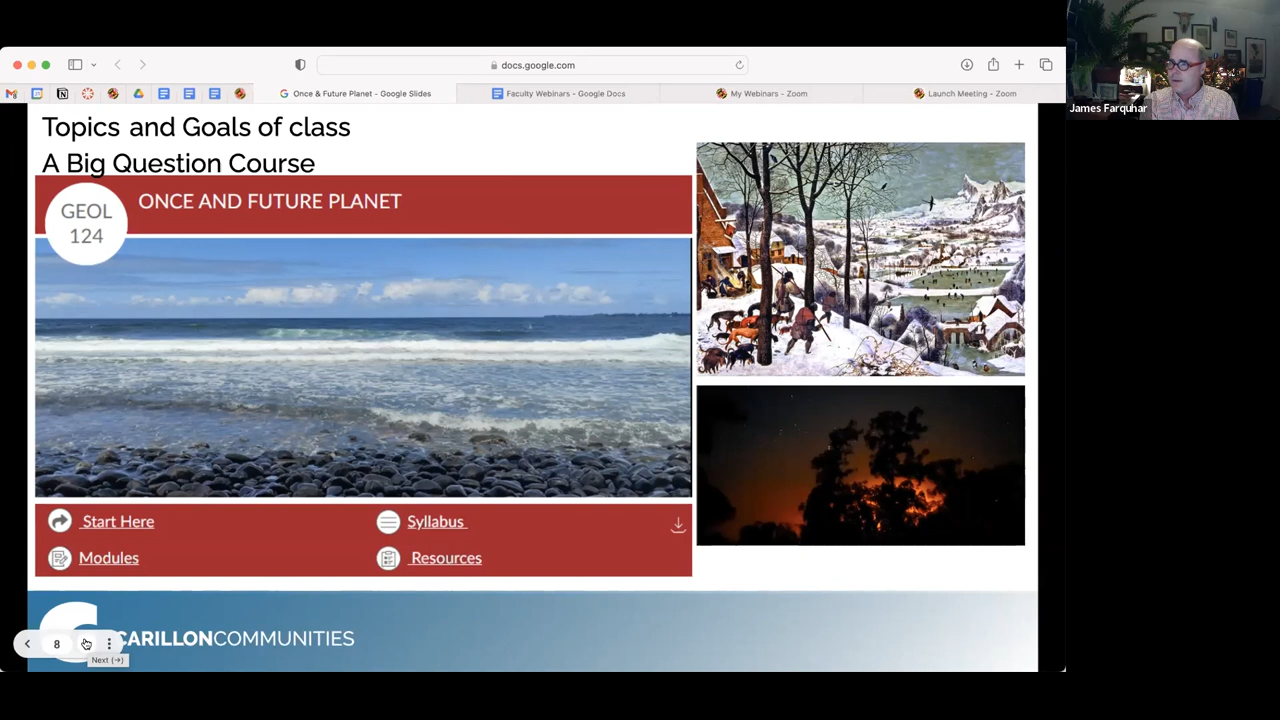 docs.google.com
Once & Future Planet - Google Slides
Faculty Webinars - Google Docs
My Webinars - Zoom
Launch Meeting - Zoom
James Farquhar
Topics and Goals of class
A Big Question Course
GEOL
124
ONCE AND FUTURE PLANET
Start Here
Syllabus
Modules
Resources
8
CARILLONCOMMUNITIES
Next (→)